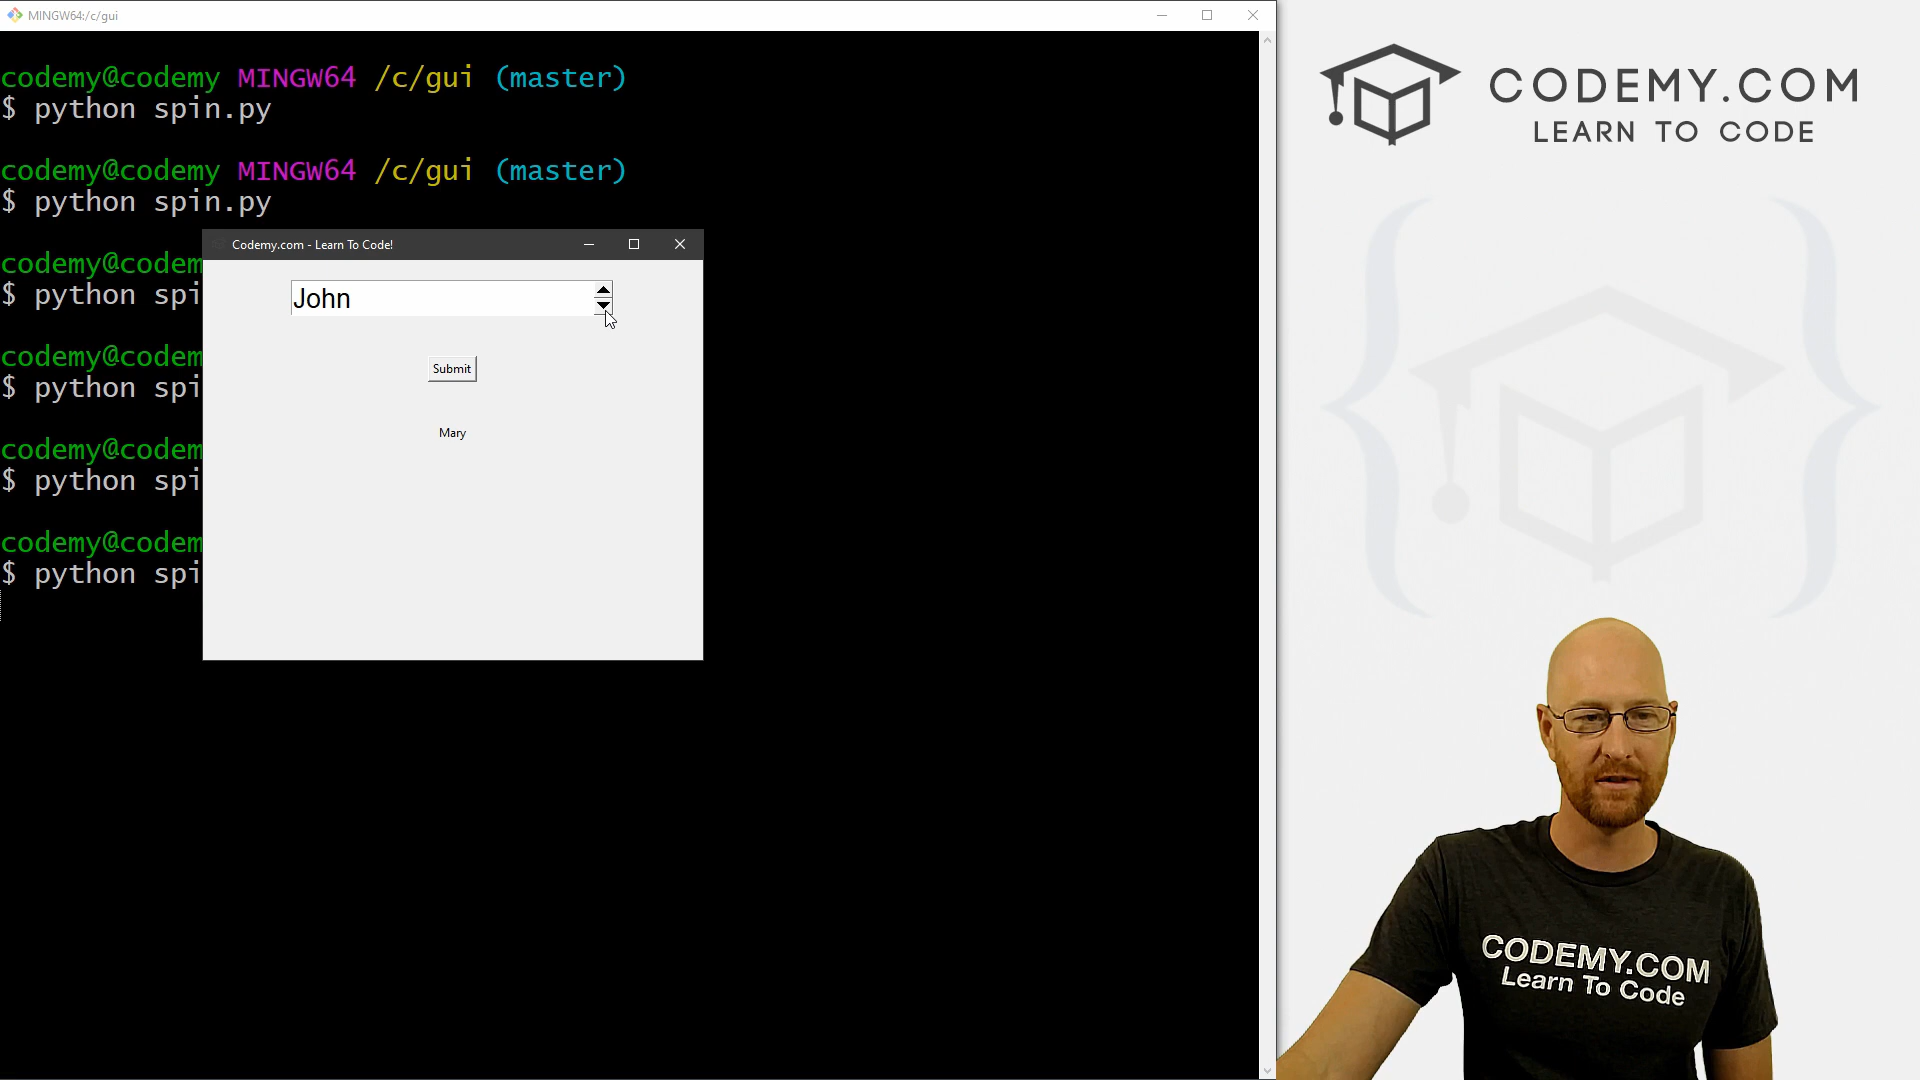 MINGW64:/c/gui
codemy@codemy MINGW64 /c/gui (master)
$ python spin.py
codemy@codemy MINGW64 /c/gui (master)
$ python spin.py
codemy@codem
$ python spi
codemy@codem
$ python spi
codemy@codem
$ python spi
codemy@codem
$ python spi
Codemy.com - Learn To Code!
John
Submit
Mary
CODEMY.COM
LEARN TO CODE
CODEMY.COM
Learn To Code